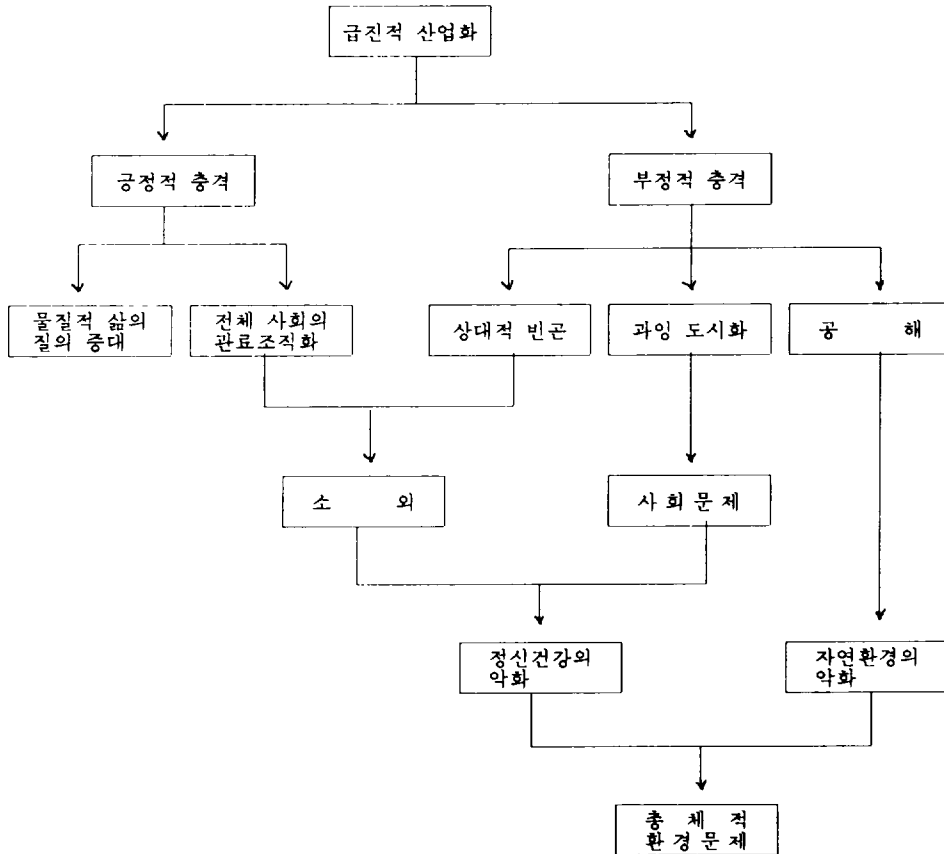 급진적 산업화
긍정적 충격
부정적 충격
물질적 삶의
질의 증대
전체 사회의
관료조직화
상대적 빈곤
과잉 도시화
공 해
소 외
사회문제
정신건강의
악화
자연환경의
악화
총 체 적
환경문제